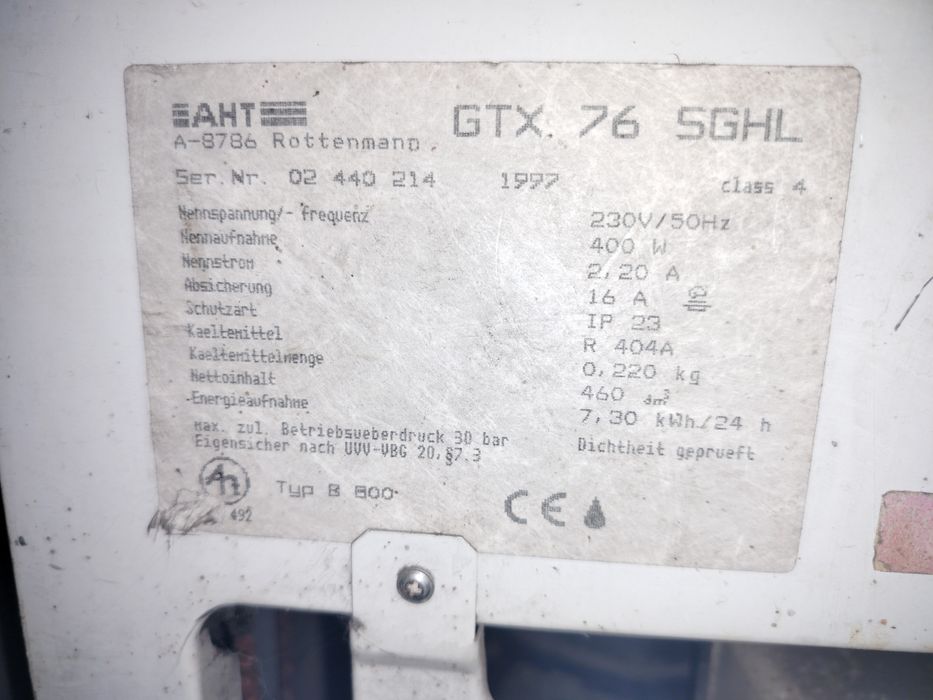 AHT
GTX. 76 SGHL
A-8786 Rottenmann.
Ser.Nr. 02 440 214 1997 class 4
Nennspannung/- frequenz 230V/50Hz
Nennaufnahme 400 W
Nennstrom 2,20 A
Absicherung 16 A
Schutzart IP 23
Kaeltemittel R 404A
Kaeltemittelmenge 0,220 kg
Nettoinhalt 460 dm³
Energieaufnahme 7,30 kWh/24 h
max. zul. Betriebsueberdruck 30 bar
Eigensicher nach UVV-VBG 20,§7.3
Dichtheit geprueft
Typ B 800
CE
492